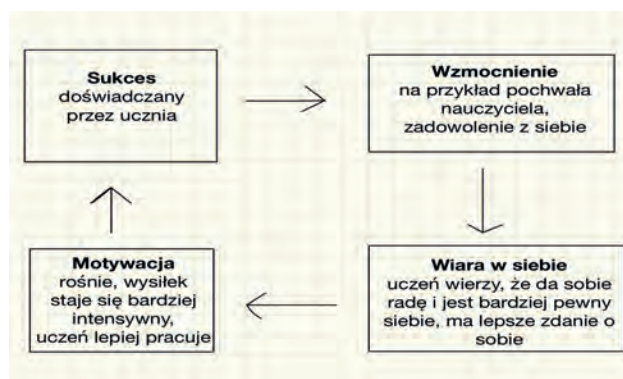 Sukces
doświadczany
przez ucznia
Wzmocnienie
na przykład pochwała
nauczyciela,
zadowolenie z siebie
Motywacja
rośnie, wysiłek
staje się bardziej
intensywny,
uczeń lepiej pracuje
Wiara w siebie
uczeń wierzy, że da sobie
radę i jest bardziej pewny
siebie, ma lepsze zdanie o
sobie